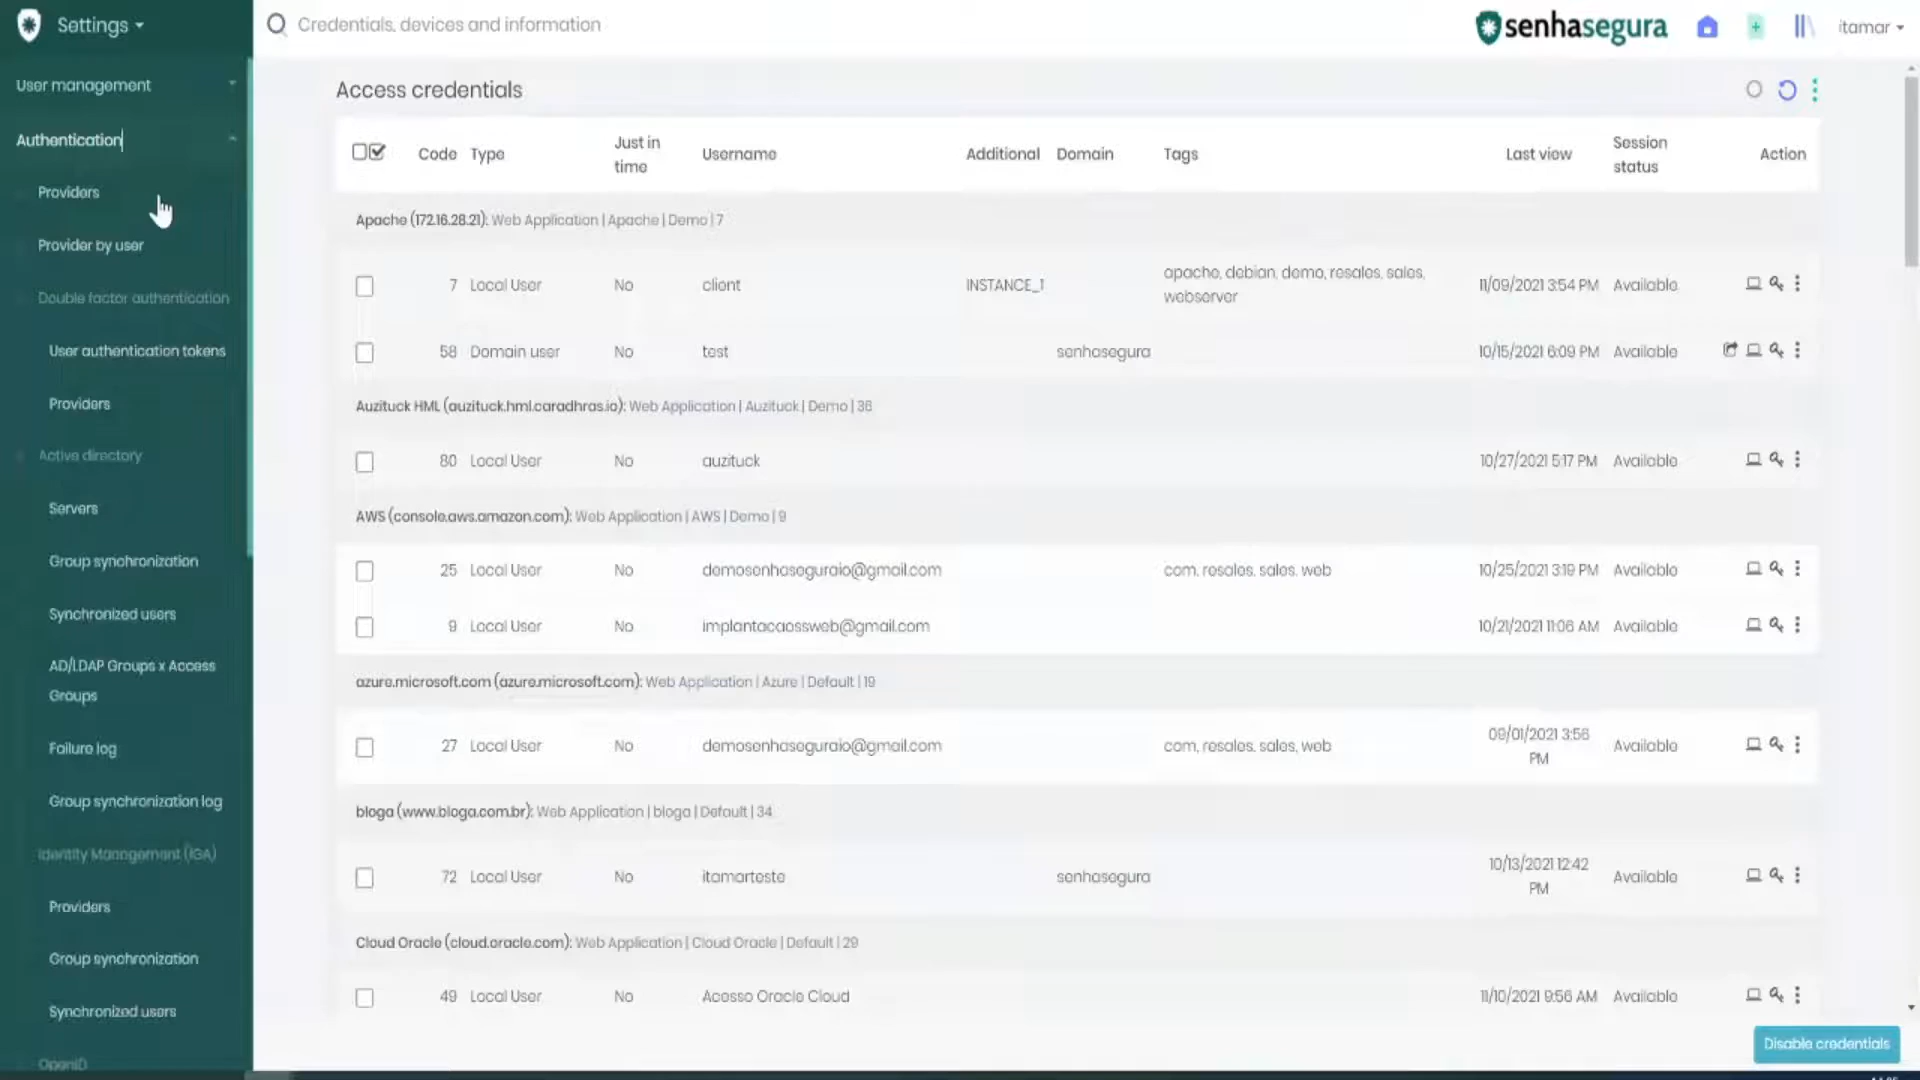 Settings
Credentials, devices and information
senhasegura
itamar
User management
Authentication
Providers
Provider by user
Double factor authentication
User authentication tokens
Providers
Active directory
Servers
Group synchronization
Synchronized users
AD/LDAP Groups x Access
Groups
Failure log
Group synchronization log
Identity Management (IGA)
Providers
Group synchronization
Synchronized users
OpenID
Access credentials
Code Type Just in time Username Additional Domain Tags Last view Session status Action
Apache (172.16.28.21): Web Application | Apache | Demo | 7
7 Local User No client INSTANCE_1 apache, debian, demo, resales, sales, webserver 11/09/2021 3:54 PM Available
58 Domain user No test senhasegura 10/15/2021 6:09 PM Available
Auzituck HML (auzituck.hml.caradhras.io): Web Application | Auzituck | Demo | 36
80 Local User No auzituck 10/27/2021 5:17 PM Available
AWS (console.aws.amazon.com): Web Application | AWS | Demo | 9
25 Local User No demosenhaseguraio@gmail.com com, resales, sales, web 10/25/2021 3:19 PM Available
9 Local User No implantacaossweb@gmail.com 10/21/2021 11:06 AM Available
azure.microsoft.com (azure.microsoft.com): Web Application | Azure | Default | 19
27 Local User No demosenhaseguraio@gmail.com com, resales, sales, web 09/01/2021 3:56 PM Available
bloga (www.bloga.com.br): Web Application | bloga | Default | 34
72 Local User No itamarteste senhasegura 10/13/2021 12:42 PM Available
Cloud Oracle (cloud.oracle.com): Web Application | Cloud Oracle | Default | 29
49 Local User No Acesso Oracle Cloud 11/10/2021 9:56 AM Available
Disable credentials